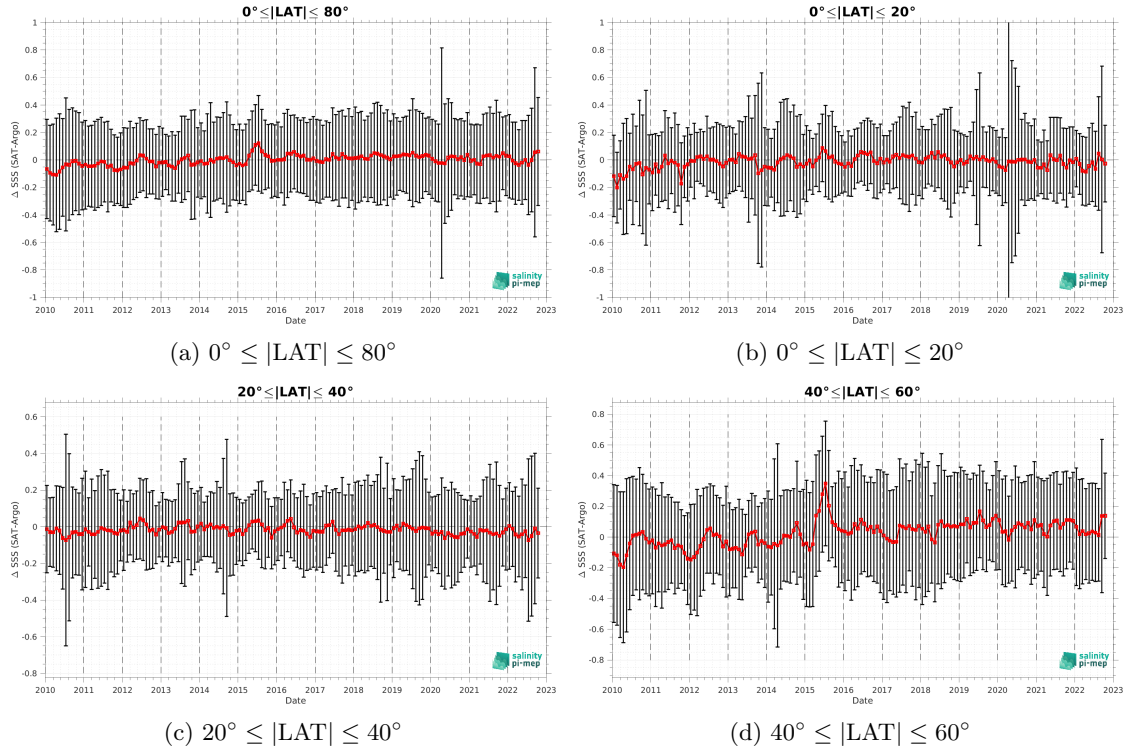 0°≤|LAT|≤ 80°
Δ SSS (SAT-Argo)
1
0.8
0.6
0.4
0.2
0
-0.2
-0.4
-0.6
-0.8
-1
2010 2011 2012 2013 2014 2015 2016 2017 2018 2019 2020 2021 2022 2023
Date
salinity
pi-mep
(a) 0° ≤ |LAT| ≤ 80°
0°≤|LAT|≤ 20°
Δ SSS (SAT-Argo)
1
0.8
0.6
0.4
0.2
0
-0.2
-0.4
-0.6
-0.8
-1
2010 2011 2012 2013 2014 2015 2016 2017 2018 2019 2020 2021 2022 2023
Date
salinity
pi-mep
(b) 0° ≤ |LAT| ≤ 20°
20°≤|LAT|≤ 40°
Δ SSS (SAT-Argo)
0.6
0.4
0.2
0
-0.2
-0.4
-0.6
-0.8
2010 2011 2012 2013 2014 2015 2016 2017 2018 2019 2020 2021 2022 2023
Date
salinity
pi-mep
(c) 20° ≤ |LAT| ≤ 40°
40°≤|LAT|≤ 60°
Δ SSS (SAT-Argo)
0.8
0.6
0.4
0.2
0
-0.2
-0.4
-0.6
-0.8
2010 2011 2012 2013 2014 2015 2016 2017 2018 2019 2020 2021 2022 2023
Date
salinity
pi-mep
(d) 40° ≤ |LAT| ≤ 60°